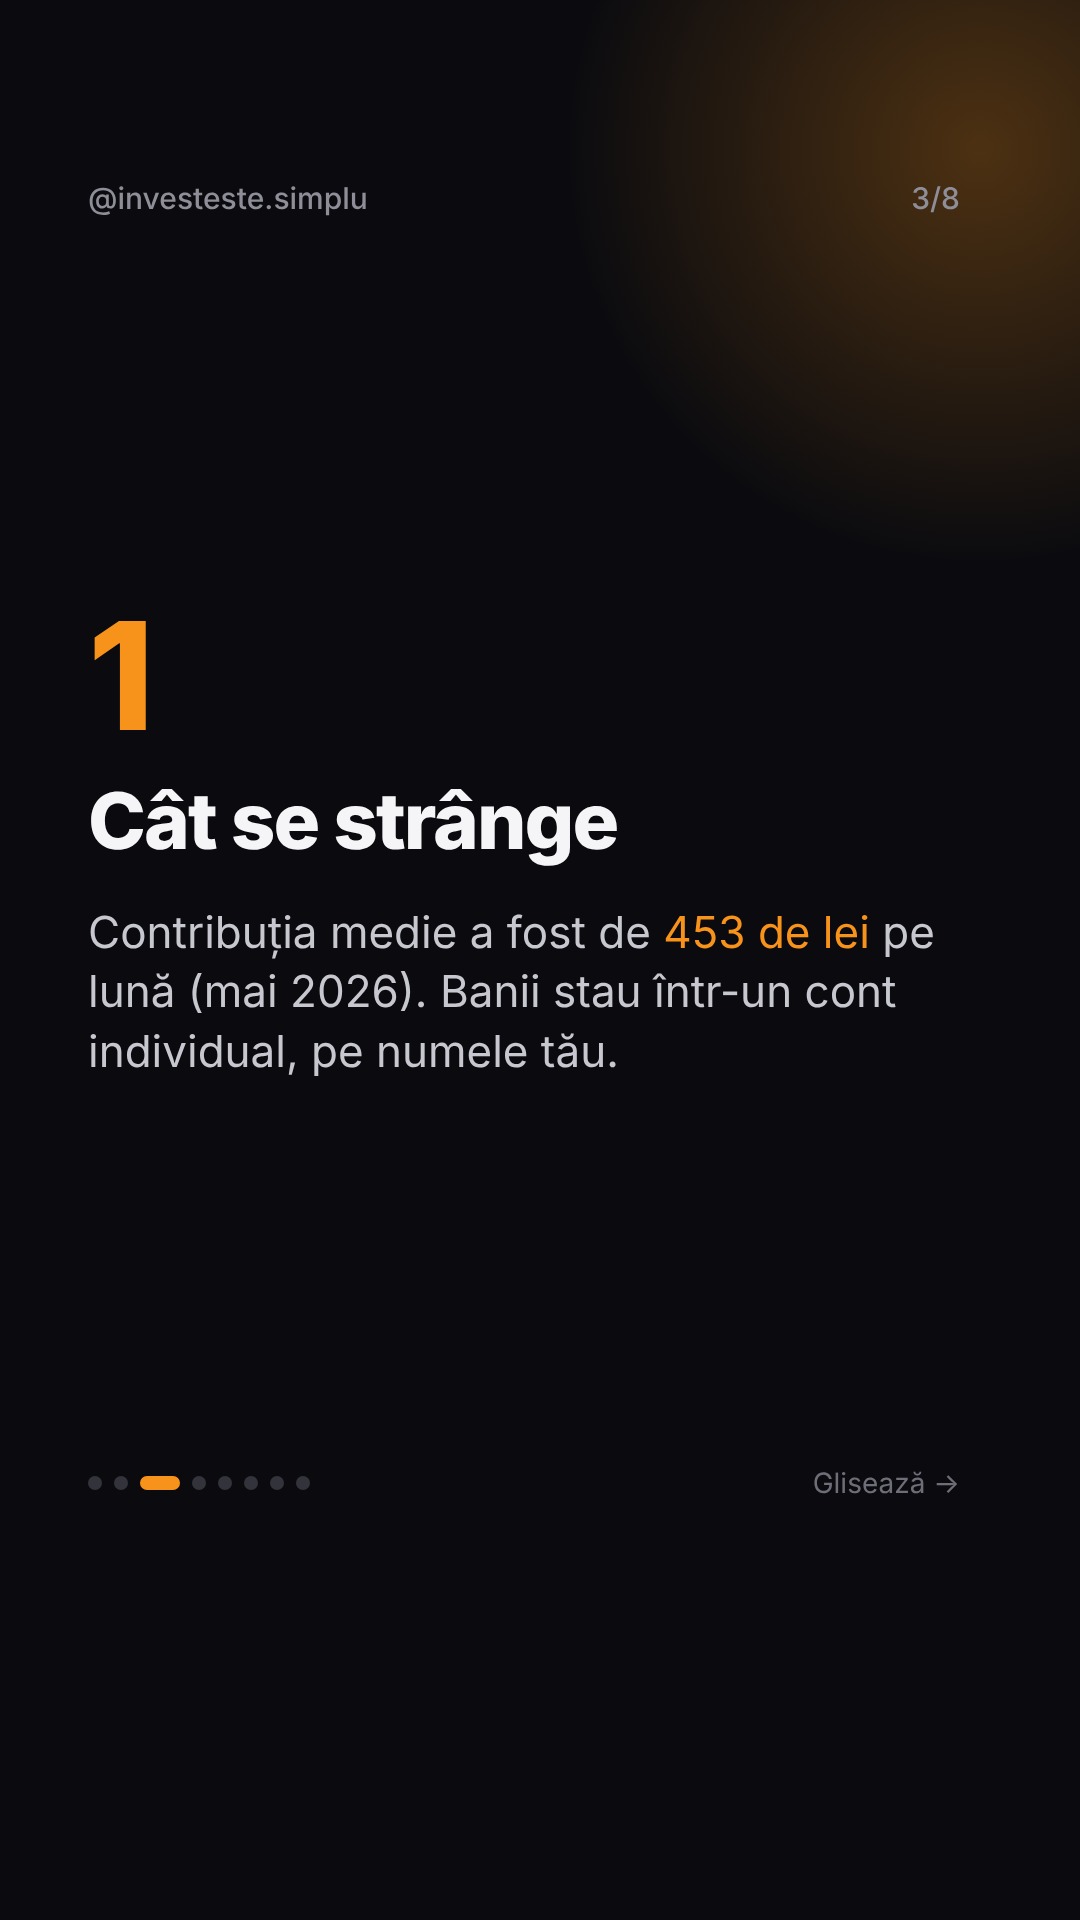 @investeste.simplu
3/8
1
Cât se strânge
Contribuția medie a fost de 453 de lei pe
lună (mai 2026). Banii stau într-un cont
individual, pe numele tău.
Glisează →